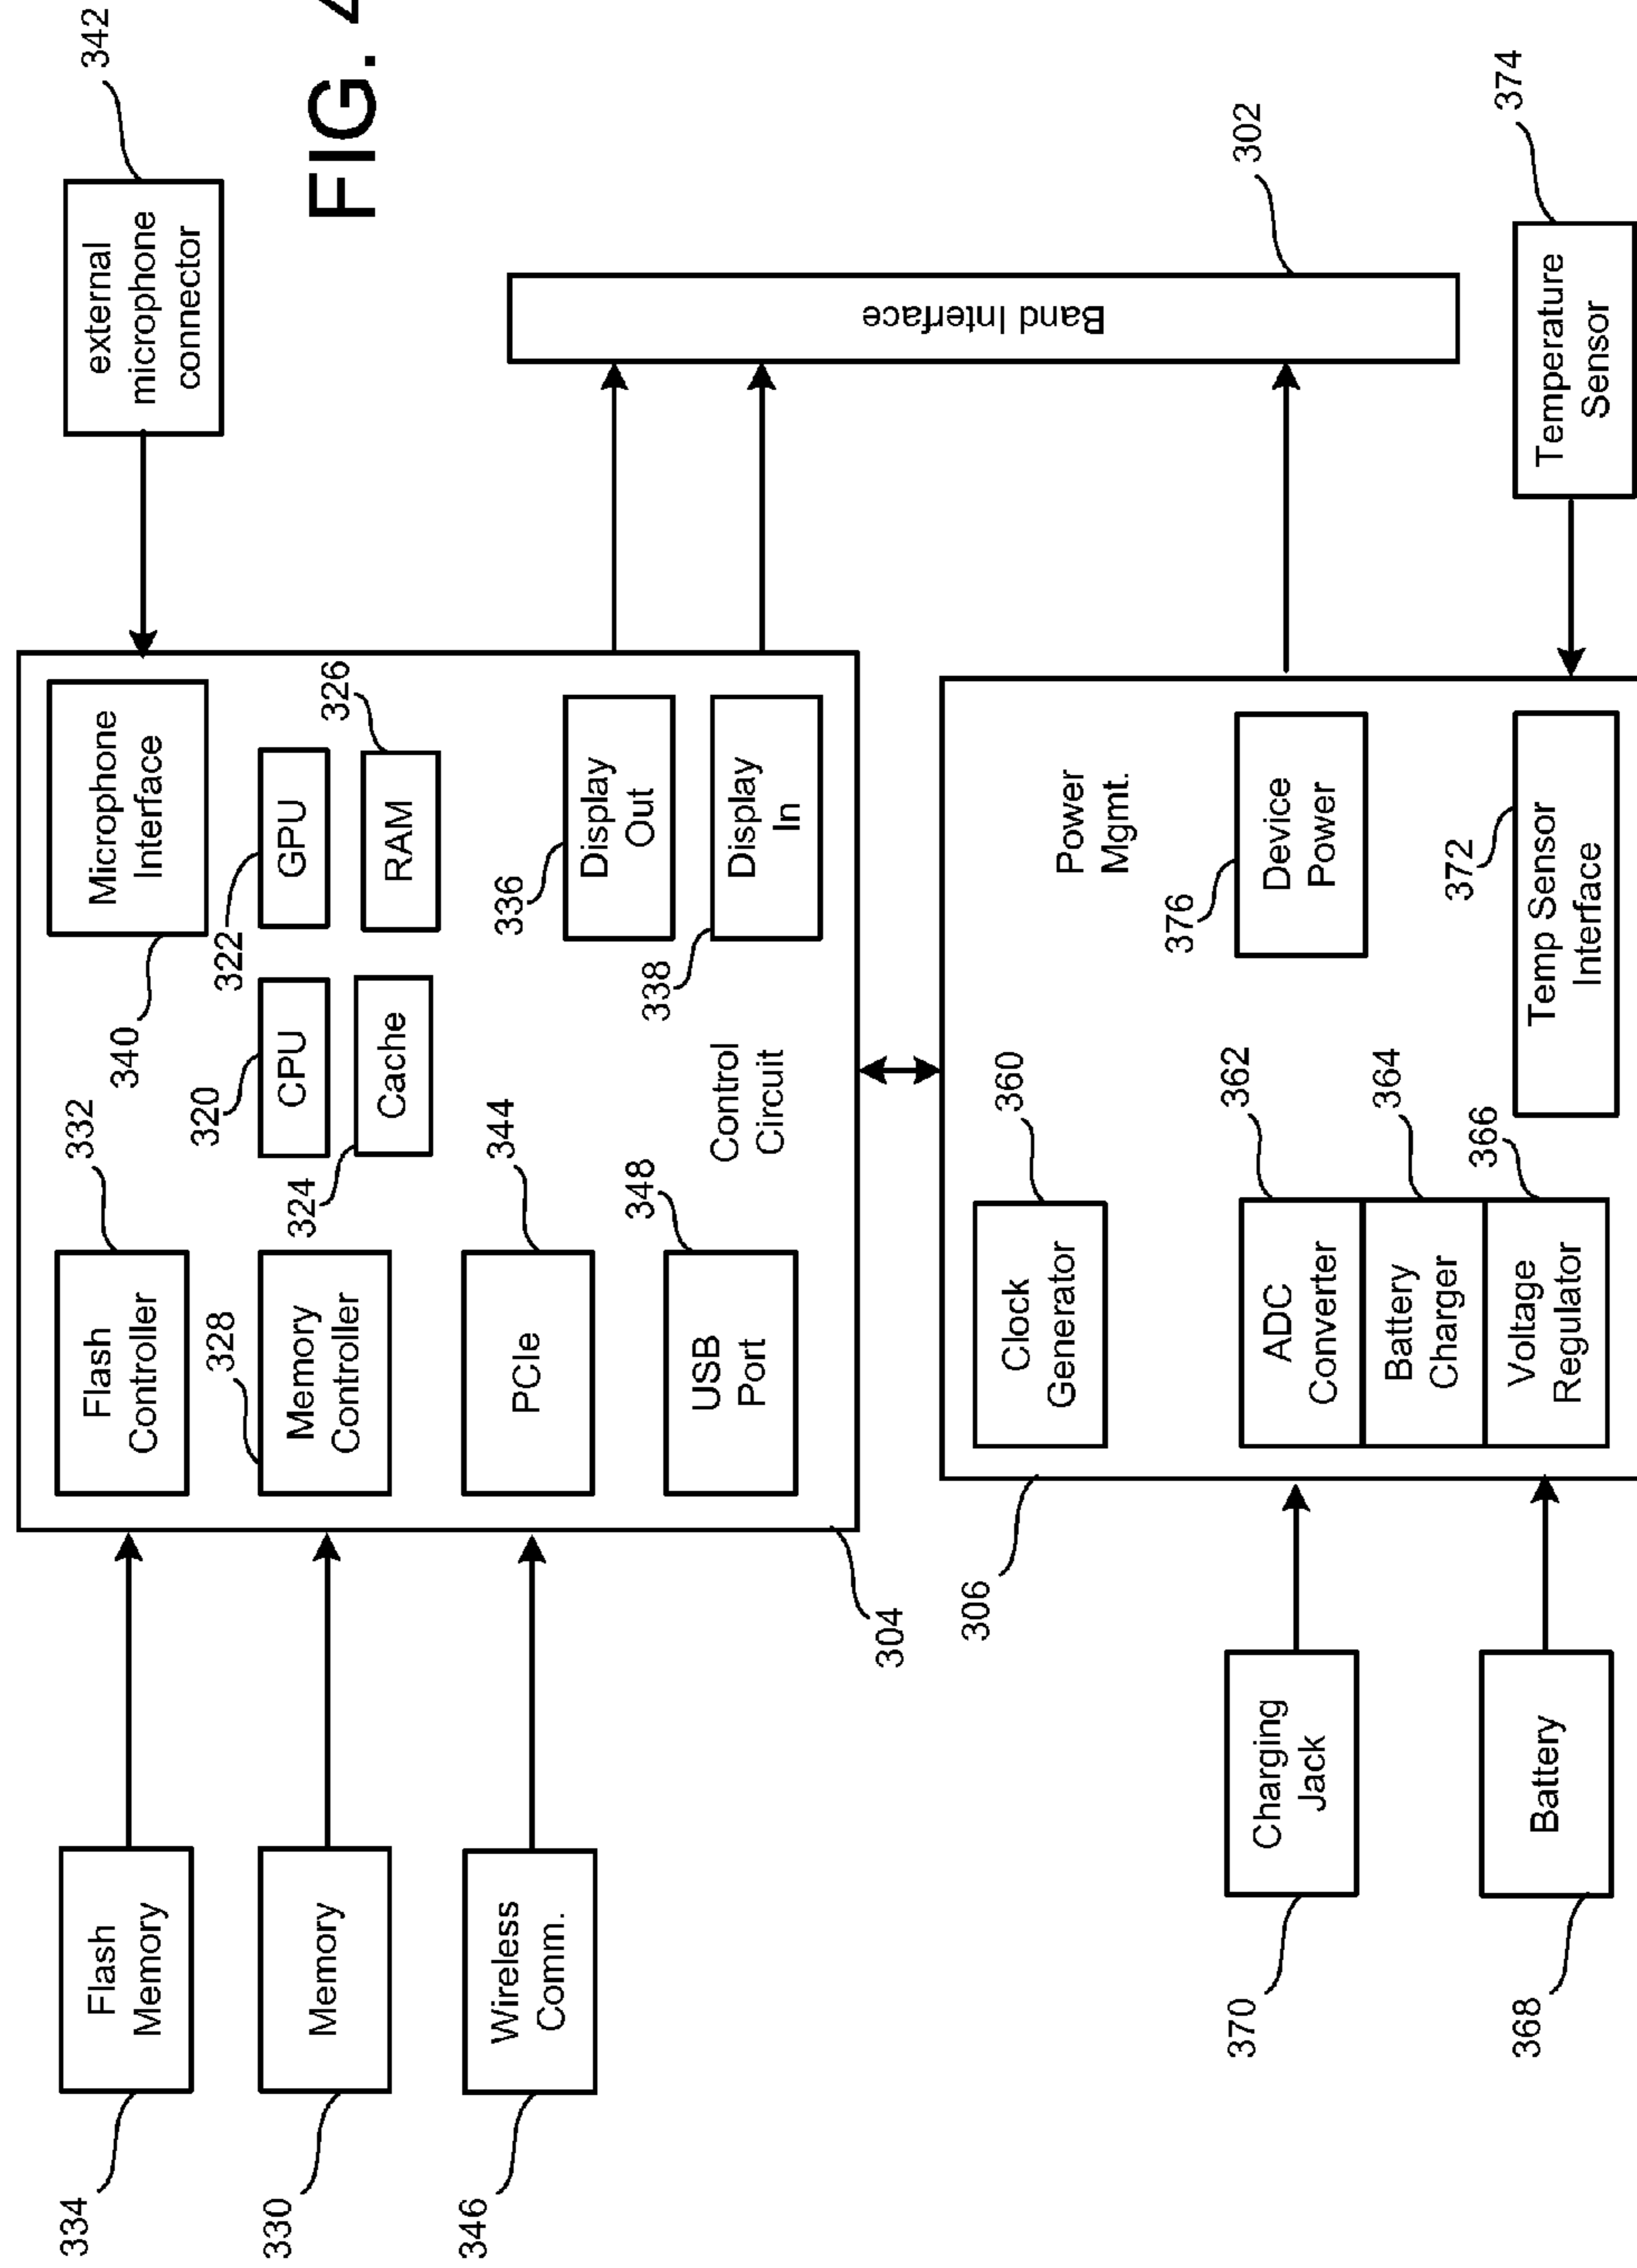 334
Flash
Memory
330
Memory
346
Wireless
Comm.
332
Flash
Controller
328
Memory
Controller
344
PCIe
348
USB
Port
340
Microphone
Interface
320
CPU
322
GPU
324
Cache
326
RAM
336
Display
Out
338
Display
In
Control
Circuit
304
342
external
microphone
connector
FIG. 4
302
Band Interface
370
Charging
Jack
368
Battery
306
360
Clock
Generator
362
ADC
Converter
364
Battery
Charger
366
Voltage
Regulator
Power
Mgmt.
376
Device
Power
372
Temp Sensor
Interface
374
Temperature
Sensor